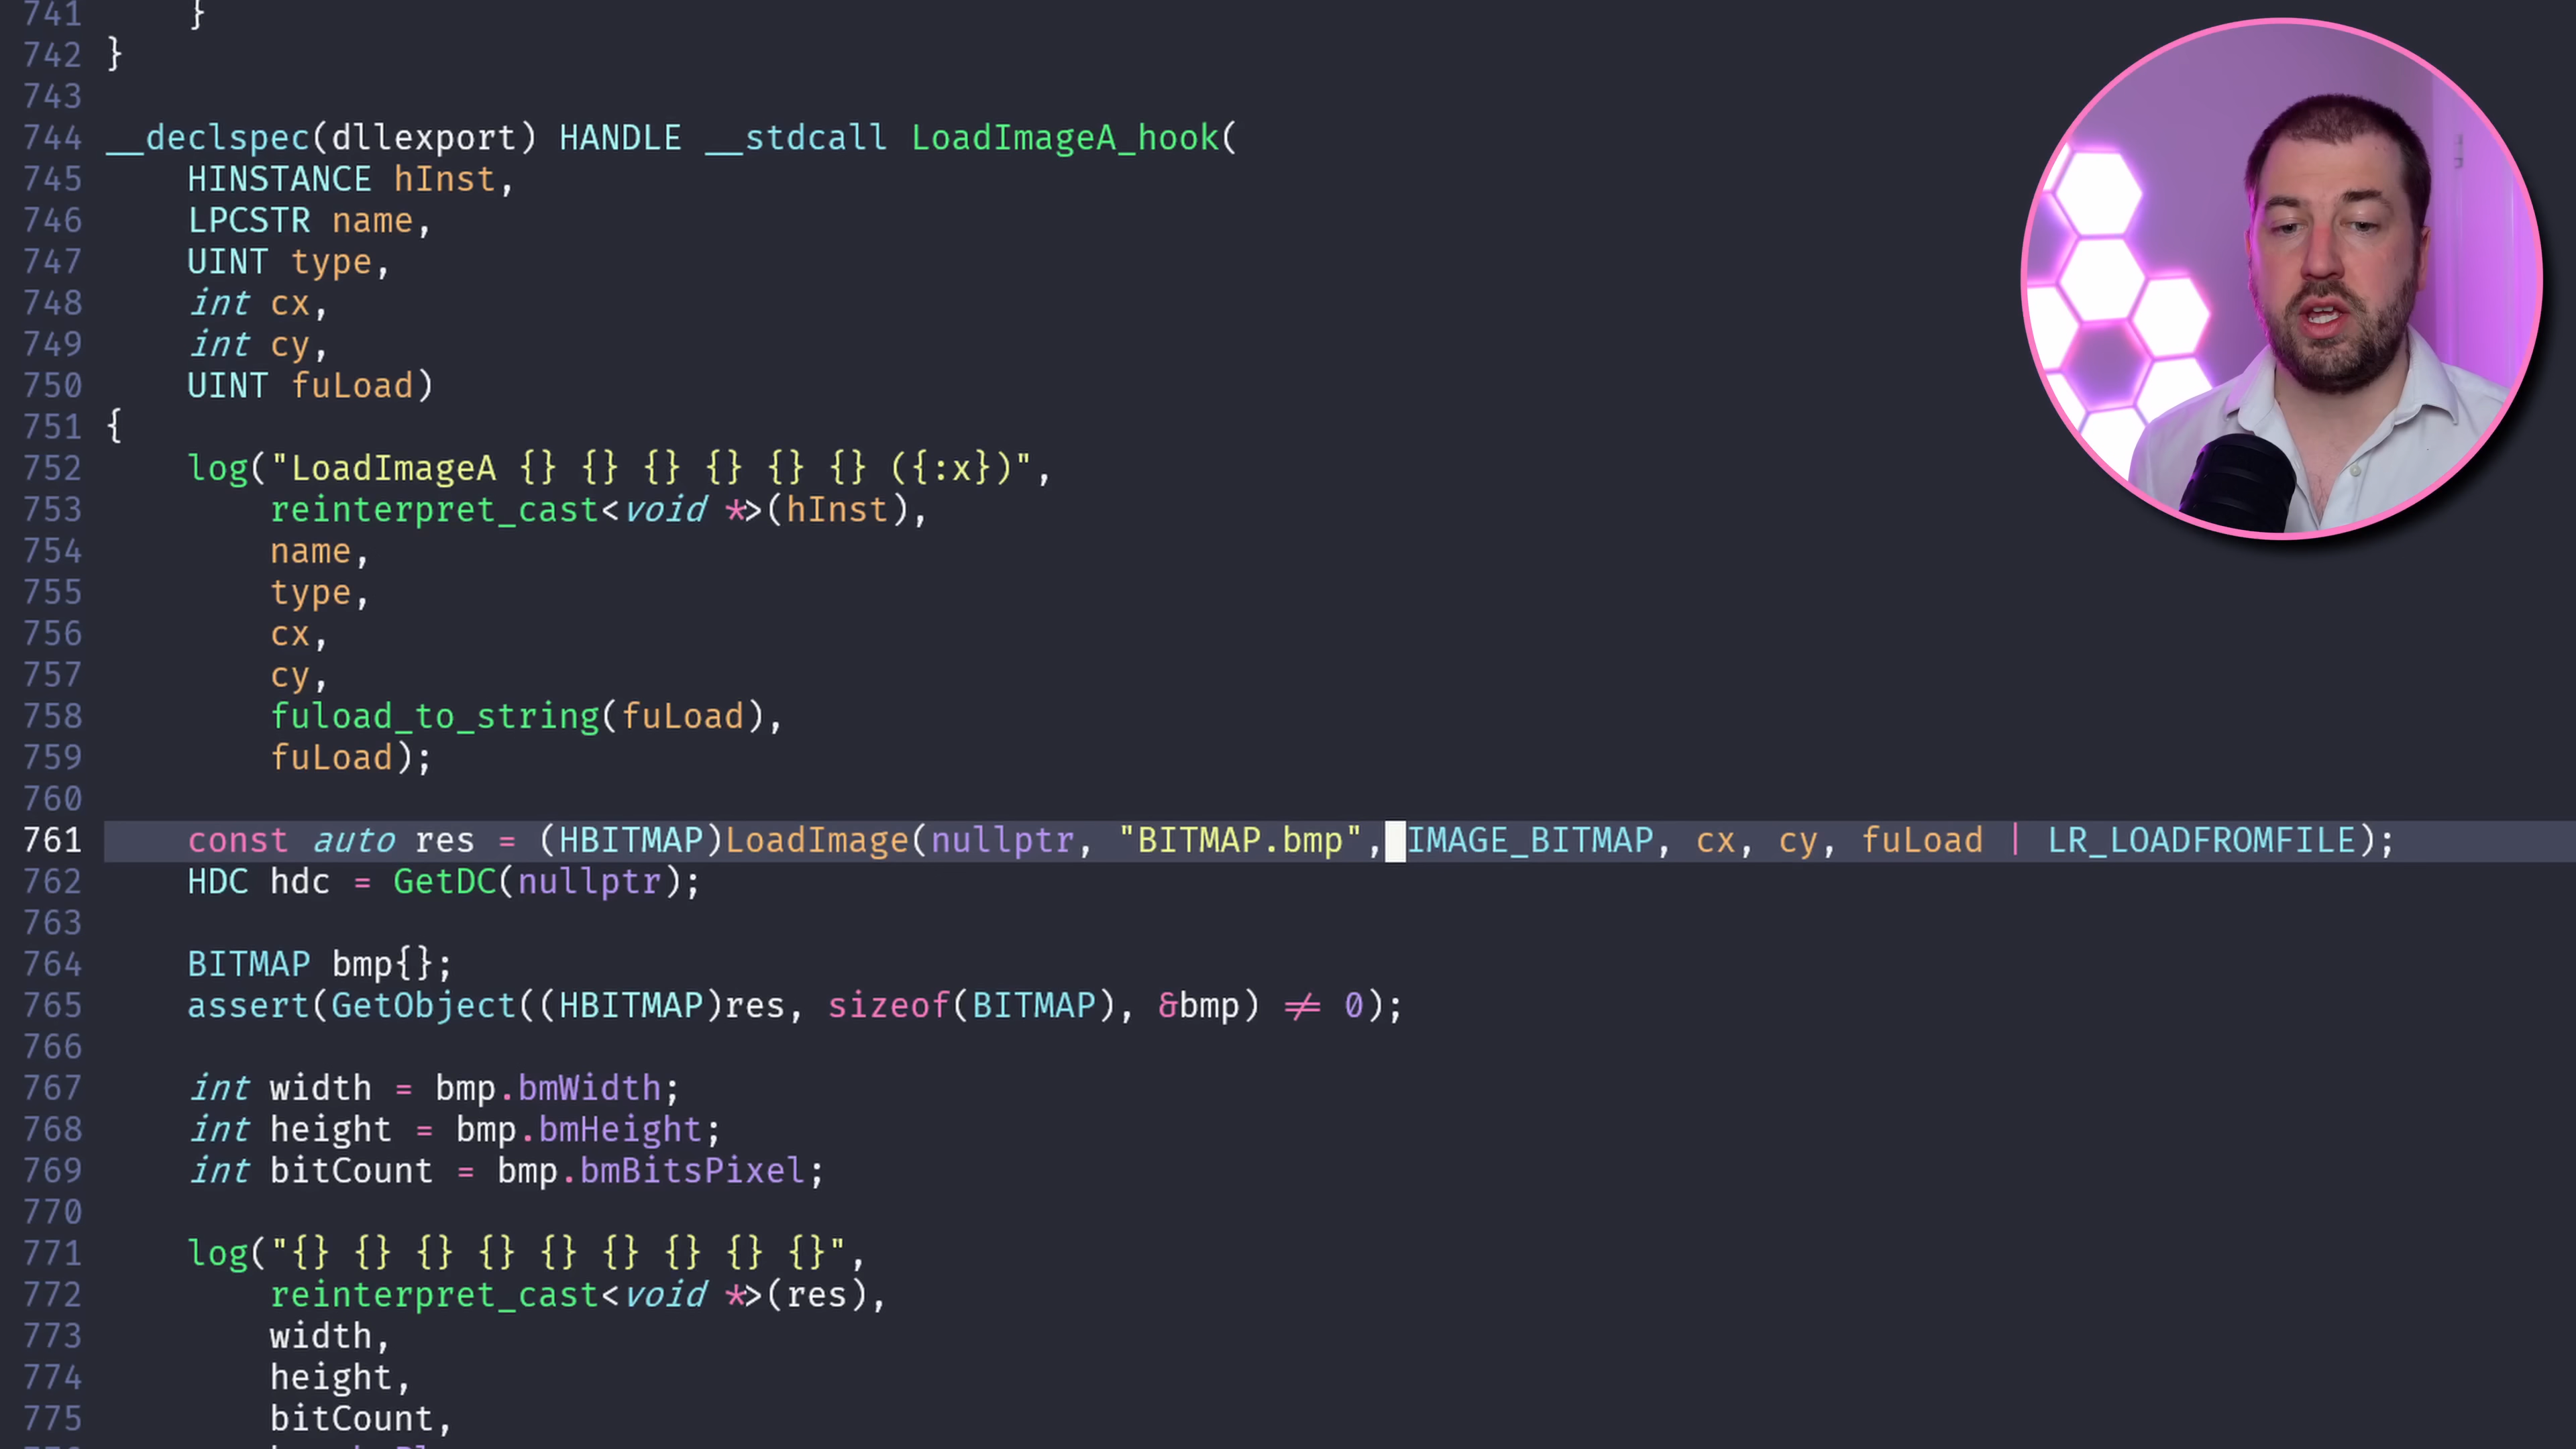 741 }
742 }
743
744 __declspec(dllexport) HANDLE __stdcall LoadImageA_hook(
745 HINSTANCE hInst,
746 LPCSTR name,
747 UINT type,
748 int cx,
749 int cy,
750 UINT fuLoad)
751 {
752 log("LoadImageA {} {} {} {} {} {} ({:x})",
753 reinterpret_cast<void *>(hInst),
754 name,
755 type,
756 cx,
757 cy,
758 fuload_to_string(fuLoad),
759 fuLoad);
760
761 const auto res = (HBITMAP)LoadImage(nullptr, "BITMAP.bmp", IMAGE_BITMAP, cx, cy, fuLoad | LR_LOADFROMFILE);
762 HDC hdc = GetDC(nullptr);
763
764 BITMAP bmp{};
765 assert(GetObject((HBITMAP)res, sizeof(BITMAP), &bmp) ≠ 0);
766
767 int width = bmp.bmWidth;
768 int height = bmp.bmHeight;
769 int bitCount = bmp.bmBitsPixel;
770
771 log("{} {} {} {} {} {} {} {} {}",
772 reinterpret_cast<void *>(res),
773 width,
774 height,
775 bitCount,